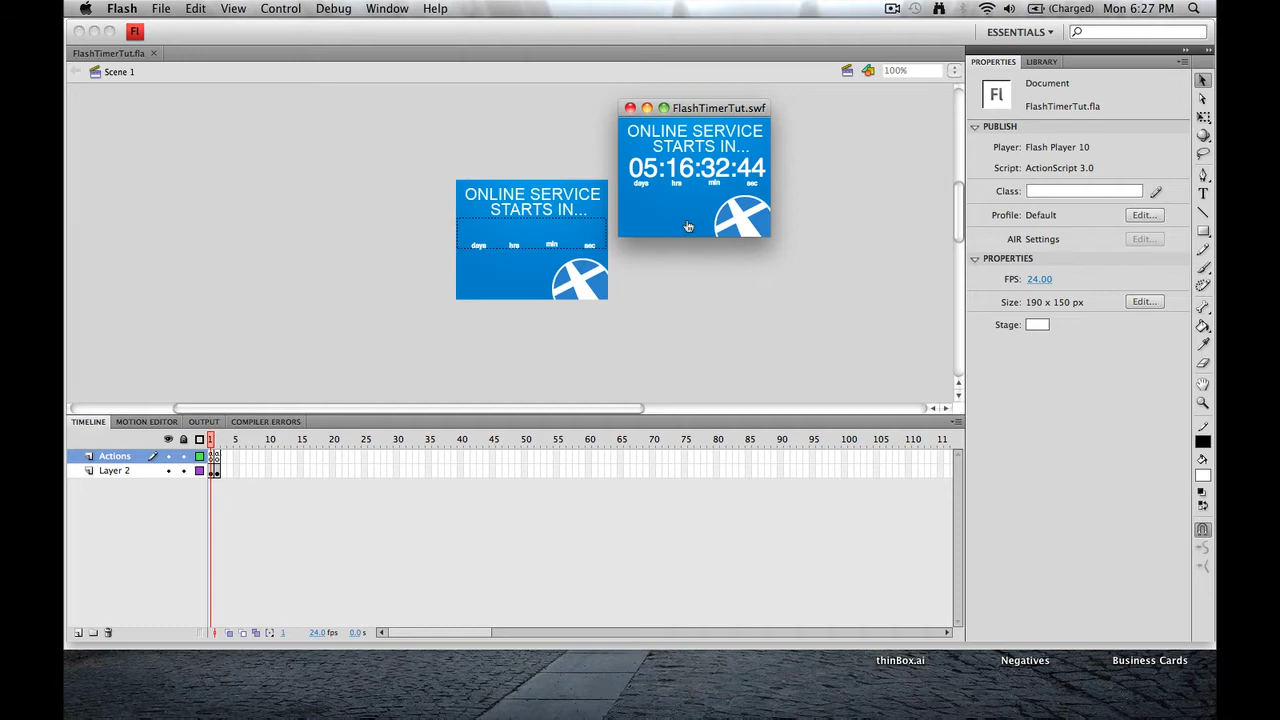 Flash File Edit View Control Debug Window Help
(Charged) Mon 6:27 PM
Fl
ESSENTIALS
FlashTimerTut.fla
Scene 1
100%
PROPERTIES LIBRARY
Fl
Document
FlashTimerTut.fla
PUBLISH
Player: Flash Player 10
Script: ActionScript 3.0
Class:
Profile: Default Edit...
AIR Settings Edit...
PROPERTIES
FPS: 24.00
Size: 190 x 150 px Edit...
Stage:
FlashTimerTut.swf
ONLINE SERVICE
STARTS IN...
05:16:32:44
days hrs min sec
ONLINE SERVICE
STARTS IN...
days hrs min sec
TIMELINE MOTION EDITOR OUTPUT COMPILER ERRORS
1 5 10 15 20 25 30 35 40 45 50 55 60 65 70 75 80 85 90 95 100 105 110 11
Actions
Layer 2
1 24.0 fps 0.0 s
thinBox.ai Negatives Business Cards